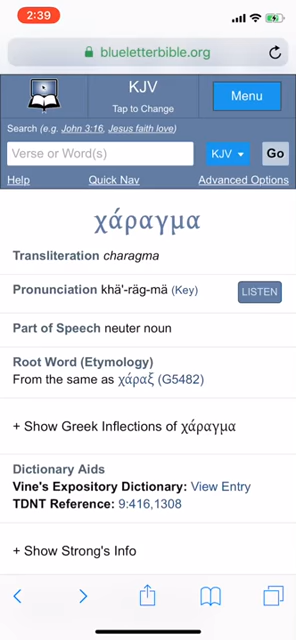 2:39
blueletterbible.org
KJV
Tap to Change
Menu
Search (e.g. John 3:16, Jesus faith love)
Verse or Word(s)
KJV
Go
Help Quick Nav Advanced Options
χάραγμα
Transliteration charagma
Pronunciation khä'-räg-mä (Key)
LISTEN
Part of Speech neuter noun
Root Word (Etymology)
From the same as χάραξ (G5482)
+ Show Greek Inflections of χάραγμα
Dictionary Aids
Vine's Expository Dictionary: View Entry
TDNT Reference: 9:416,1308
+ Show Strong's Info